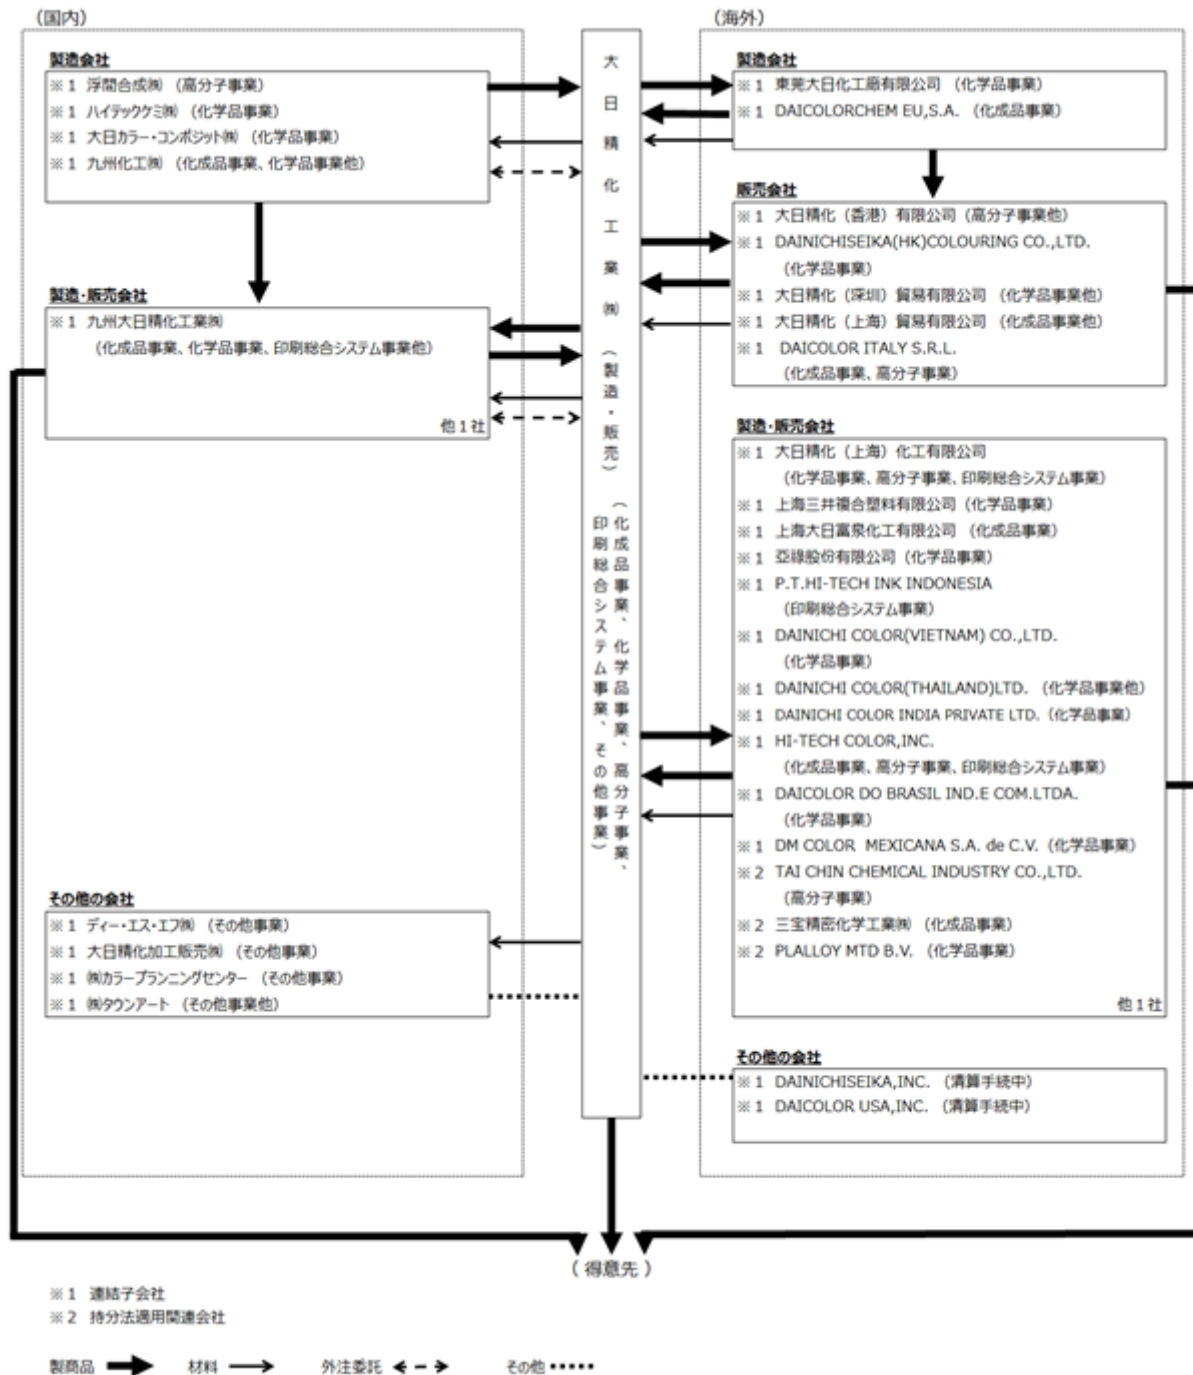 （国内）
製造会社
※1 浮間合成㈱ （高分子事業）
※1 ハイテックケミ㈱ （化学品事業）
※1 大日カラー・コンポジット㈱ （化学品事業）
※1 九州化工㈱ （化成品事業、化学品事業他）
製造・販売会社
※1 九州大日精化工業㈱
（化成品事業、化学品事業、印刷総合システム事業他）
他1社
その他の会社
※1 ディー・エス・エフ㈱ （その他事業）
※1 大日精化加工販売㈱ （その他事業）
※1 ㈱カラープランニングセンター （その他事業）
※1 ㈱タウンアート （その他事業他）
大日精化工業㈱（製造・販売）
（化成品事業、化学品事業、高分子事業、
印刷総合システム事業、その他事業）
（海外）
製造会社
※1 東莞大日化工廠有限公司 （化学品事業）
※1 DAICOLORCHEM EU,S.A. （化成品事業）
販売会社
※1 大日精化（香港）有限公司（高分子事業他）
※1 DAINICHISEIKA(HK)COLOURING CO.,LTD.
（化学品事業）
※1 大日精化（深圳）貿易有限公司 （化学品事業他）
※1 大日精化（上海）貿易有限公司 （化成品事業他）
※1 DAICOLOR ITALY S.R.L.
（化成品事業、高分子事業）
製造・販売会社
※1 大日精化（上海）化工有限公司
（化学品事業、高分子事業、印刷総合システム事業）
※1 上海三井複合塑料有限公司（化学品事業）
※1 上海大日富泉化工有限公司 （化成品事業）
※1 亞祿股份有限公司（化学品事業）
※1 P.T.HI-TECH INK INDONESIA
（印刷総合システム事業）
※1 DAINICHI COLOR(VIETNAM) CO.,LTD.
（化学品事業）
※1 DAINICHI COLOR(THAILAND)LTD. （化学品事業他）
※1 DAINICHI COLOR INDIA PRIVATE LTD.（化学品事業）
※1 HI-TECH COLOR,INC.
（化成品事業、高分子事業、印刷総合システム事業）
※1 DAICOLOR DO BRASIL IND.E COM.LTDA.
（化学品事業）
※1 DM COLOR MEXICANA S.A. de C.V.（化学品事業）
※2 TAI CHIN CHEMICAL INDUSTRY CO.,LTD.
（高分子事業）
※2 三宝精密化学工業㈱ （化成品事業）
※2 PLALLOY MTD B.V. （化学品事業）
他1社
その他の会社
※1 DAINICHISEIKA,INC. （清算手続中）
※1 DAICOLOR USA,INC. （清算手続中）
（得意先）
※1 連結子会社
※2 持分法適用関連会社
製商品 材料 外注委託 その他